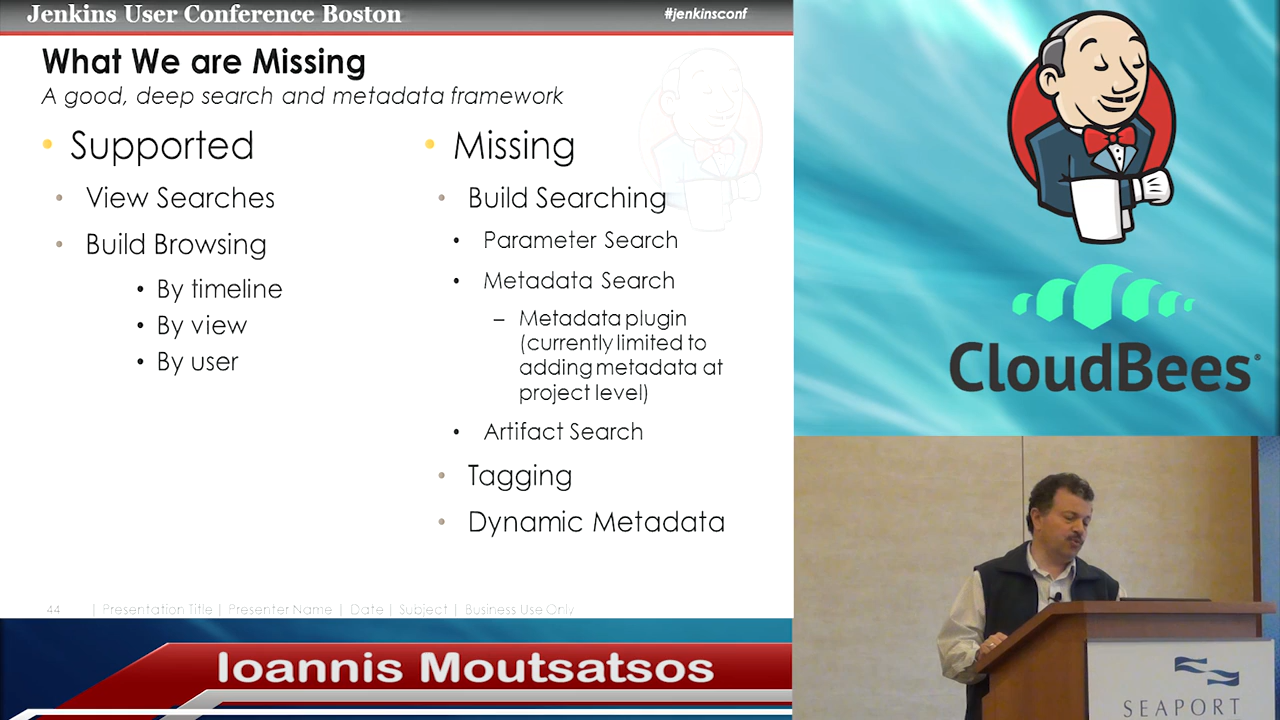 Jenkins User Conference Boston
#jenkinsconf
What We are Missing
A good, deep search and metadata framework
• Supported
• View Searches
• Build Browsing
• By timeline
• By view
• By user
• Missing
• Build Searching
• Parameter Search
• Metadata Search
– Metadata plugin
(currently limited to
adding metadata at
project level)
• Artifact Search
• Tagging
• Dynamic Metadata
44 | Presentation Title | Presenter Name | Date | Subject | Business Use Only
Ioannis Moutsatsos
CloudBees®
SEAPORT